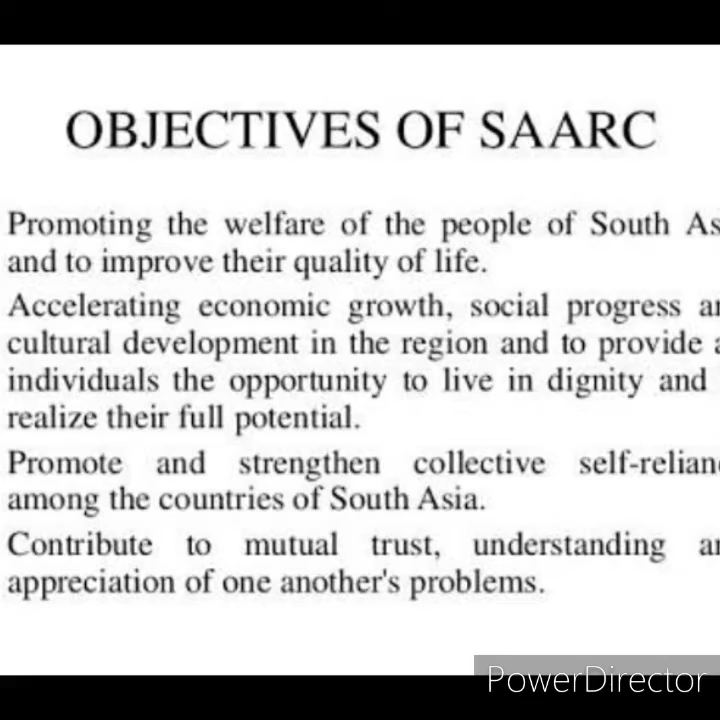 OBJECTIVES OF SAARC
Promoting the welfare of the people of South As
and to improve their quality of life.
Accelerating economic growth, social progress a
cultural development in the region and to provide a
individuals the opportunity to live in dignity and
realize their full potential.
Promote and strengthen collective self-relian
among the countries of South Asia.
Contribute to mutual trust, understanding a
appreciation of one another's problems.
PowerDirector